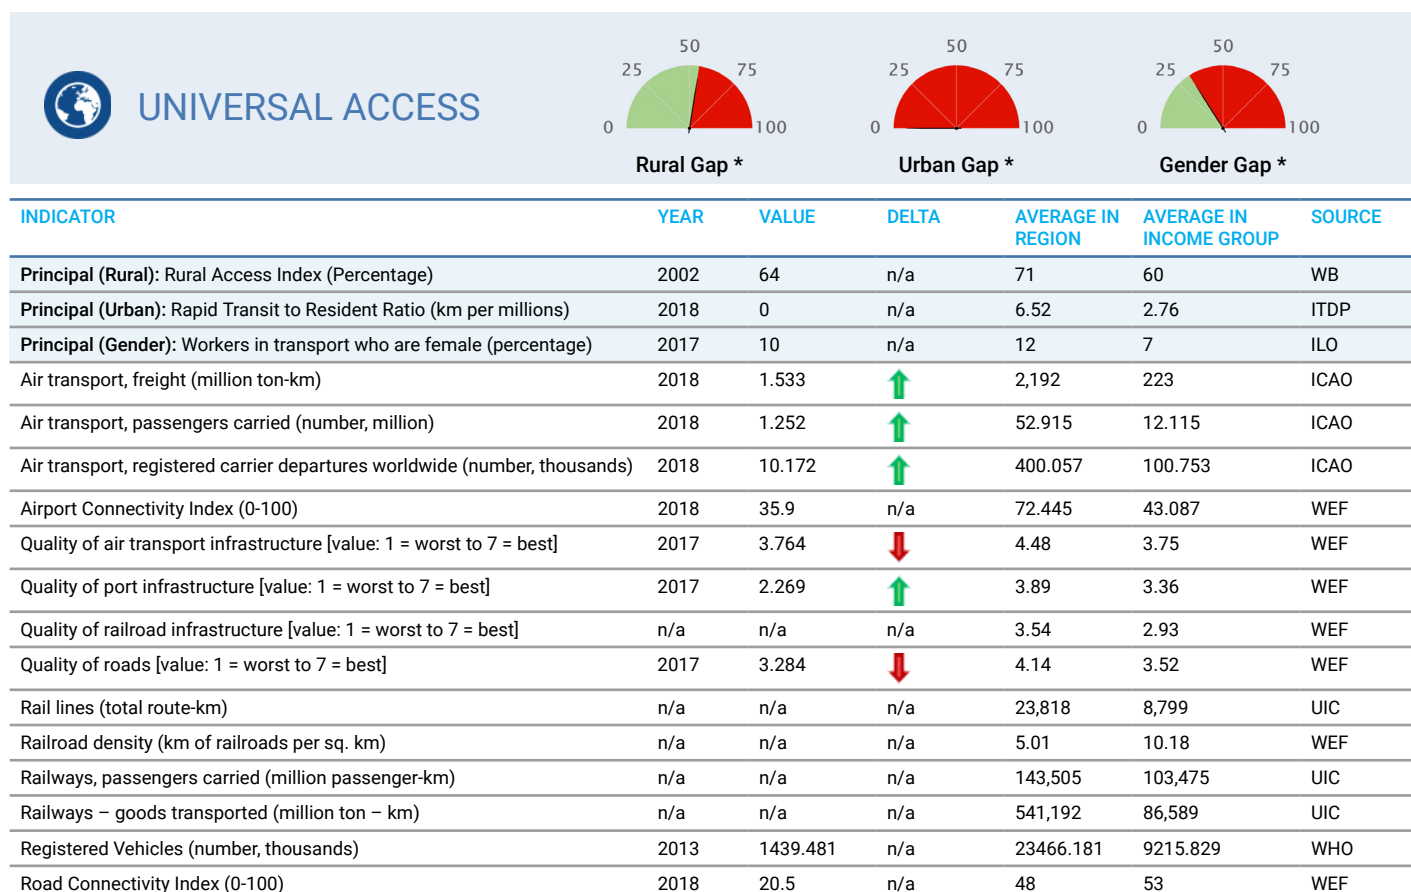 UNIVERSAL ACCESS
0 25 50 75 100
Rural Gap *
0 25 50 75 100
Urban Gap *
0 25 50 75 100
Gender Gap *
INDICATOR YEAR VALUE DELTA AVERAGE IN REGION AVERAGE IN INCOME GROUP SOURCE
Principal (Rural): Rural Access Index (Percentage) 2002 64 n/a 71 60 WB
Principal (Urban): Rapid Transit to Resident Ratio (km per millions) 2018 0 n/a 6.52 2.76 ITDP
Principal (Gender): Workers in transport who are female (percentage) 2017 10 n/a 12 7 ILO
Air transport, freight (million ton-km) 2018 1.533 2,192 223 ICAO
Air transport, passengers carried (number, million) 2018 1.252 52.915 12.115 ICAO
Air transport, registered carrier departures worldwide (number, thousands) 2018 10.172 400.057 100.753 ICAO
Airport Connectivity Index (0-100) 2018 35.9 n/a 72.445 43.087 WEF
Quality of air transport infrastructure [value: 1 = worst to 7 = best] 2017 3.764 4.48 3.75 WEF
Quality of port infrastructure [value: 1 = worst to 7 = best] 2017 2.269 3.89 3.36 WEF
Quality of railroad infrastructure [value: 1 = worst to 7 = best] n/a n/a n/a 3.54 2.93 WEF
Quality of roads [value: 1 = worst to 7 = best] 2017 3.284 4.14 3.52 WEF
Rail lines (total route-km) n/a n/a n/a 23,818 8,799 UIC
Railroad density (km of railroads per sq. km) n/a n/a n/a 5.01 10.18 WEF
Railways, passengers carried (million passenger-km) n/a n/a n/a 143,505 103,475 UIC
Railways – goods transported (million ton – km) n/a n/a n/a 541,192 86,589 UIC
Registered Vehicles (number, thousands) 2013 1439.481 n/a 23466.181 9215.829 WHO
Road Connectivity Index (0-100) 2018 20.5 n/a 48 53 WEF